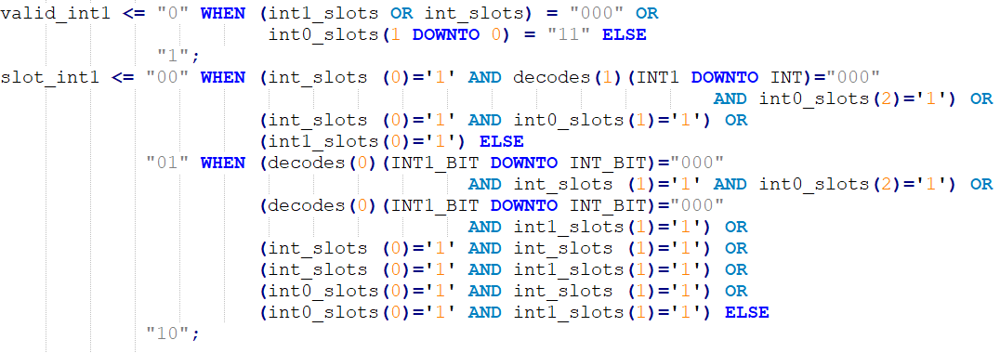 valid_int1 <= "0" WHEN (int1_slots OR int_slots) = "000" OR
                        int0_slots(1 DOWNTO 0) = "11" ELSE
              "1";
slot_int1 <= "00" WHEN (int_slots (0)='1' AND decodes(1)(INT1 DOWNTO INT)="000"
                                                                AND int0_slots(2)='1') OR
                       (int_slots (0)='1' AND int0_slots(1)='1') OR
                       (int1_slots(0)='1') ELSE
             "01" WHEN (decodes(0)(INT1_BIT DOWNTO INT_BIT)="000"
                                          AND int_slots (1)='1' AND int0_slots(2)='1') OR
                       (decodes(0)(INT1_BIT DOWNTO INT_BIT)="000"
                                          AND int1_slots(1)='1') OR
                       (int_slots (0)='1' AND int_slots (1)='1') OR
                       (int_slots (0)='1' AND int1_slots(1)='1') OR
                       (int0_slots(0)='1' AND int_slots (1)='1') OR
                       (int0_slots(0)='1' AND int1_slots(1)='1') ELSE
             "10";